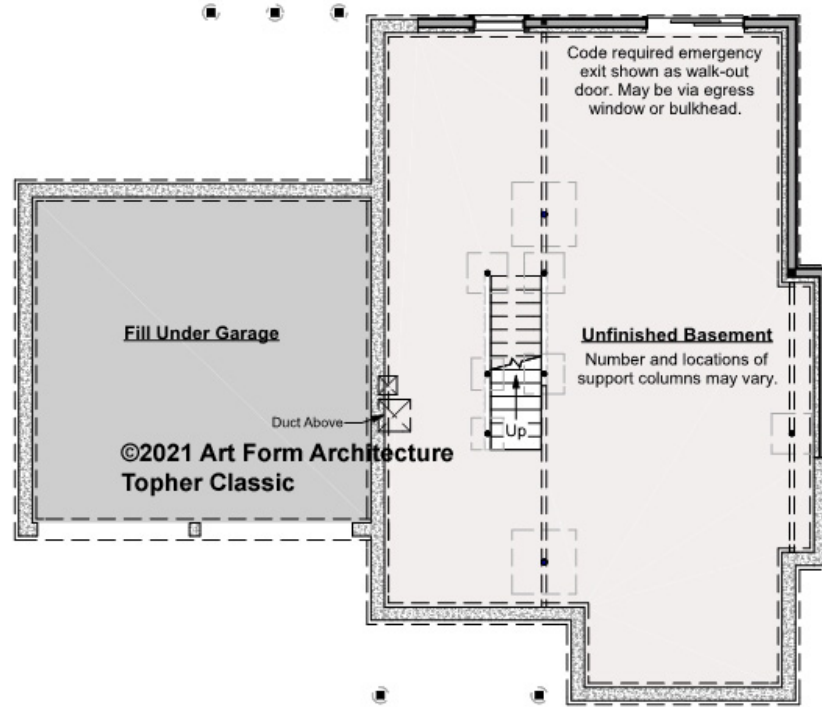 Code required emergency
exit shown as walk-out
door. May be via egress
window or bulkhead.
Fill Under Garage
Unfinished Basement
Number and locations of
support columns may vary.
Duct Above
Up
©2021 Art Form Architecture
Topher Classic